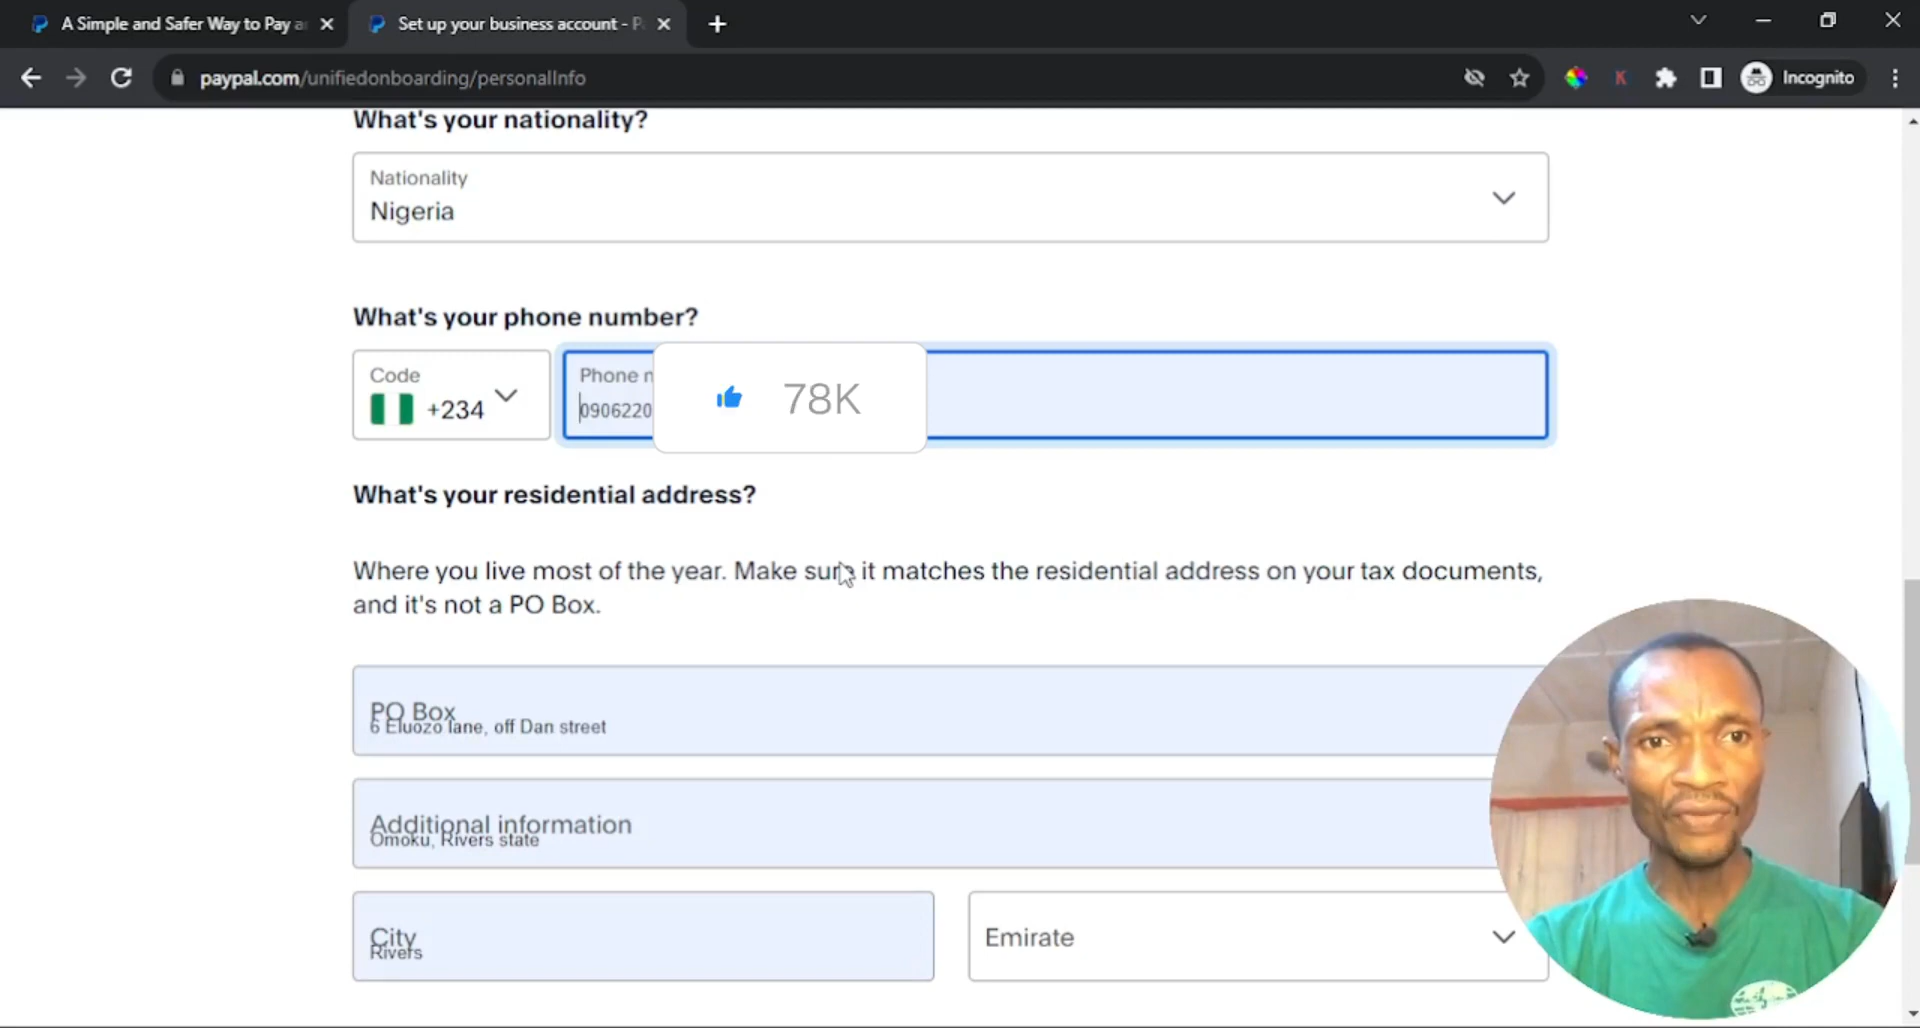 A Simple and Safer Way to Pay a
Set up your business account - P
paypal.com/unifiedonboarding/personalInfo
K
Incognito
What's your nationality?
Nationality
Nigeria
What's your phone number?
Code
+234
Phone n
0906220
78K
What's your residential address?
Where you live most of the year. Make sure it matches the residential address on your tax documents,
and it's not a PO Box.
PO Box
6 Eluozo lane, off Dan street
Additional information
Omoku, Rivers state
City
Rivers
Emirate